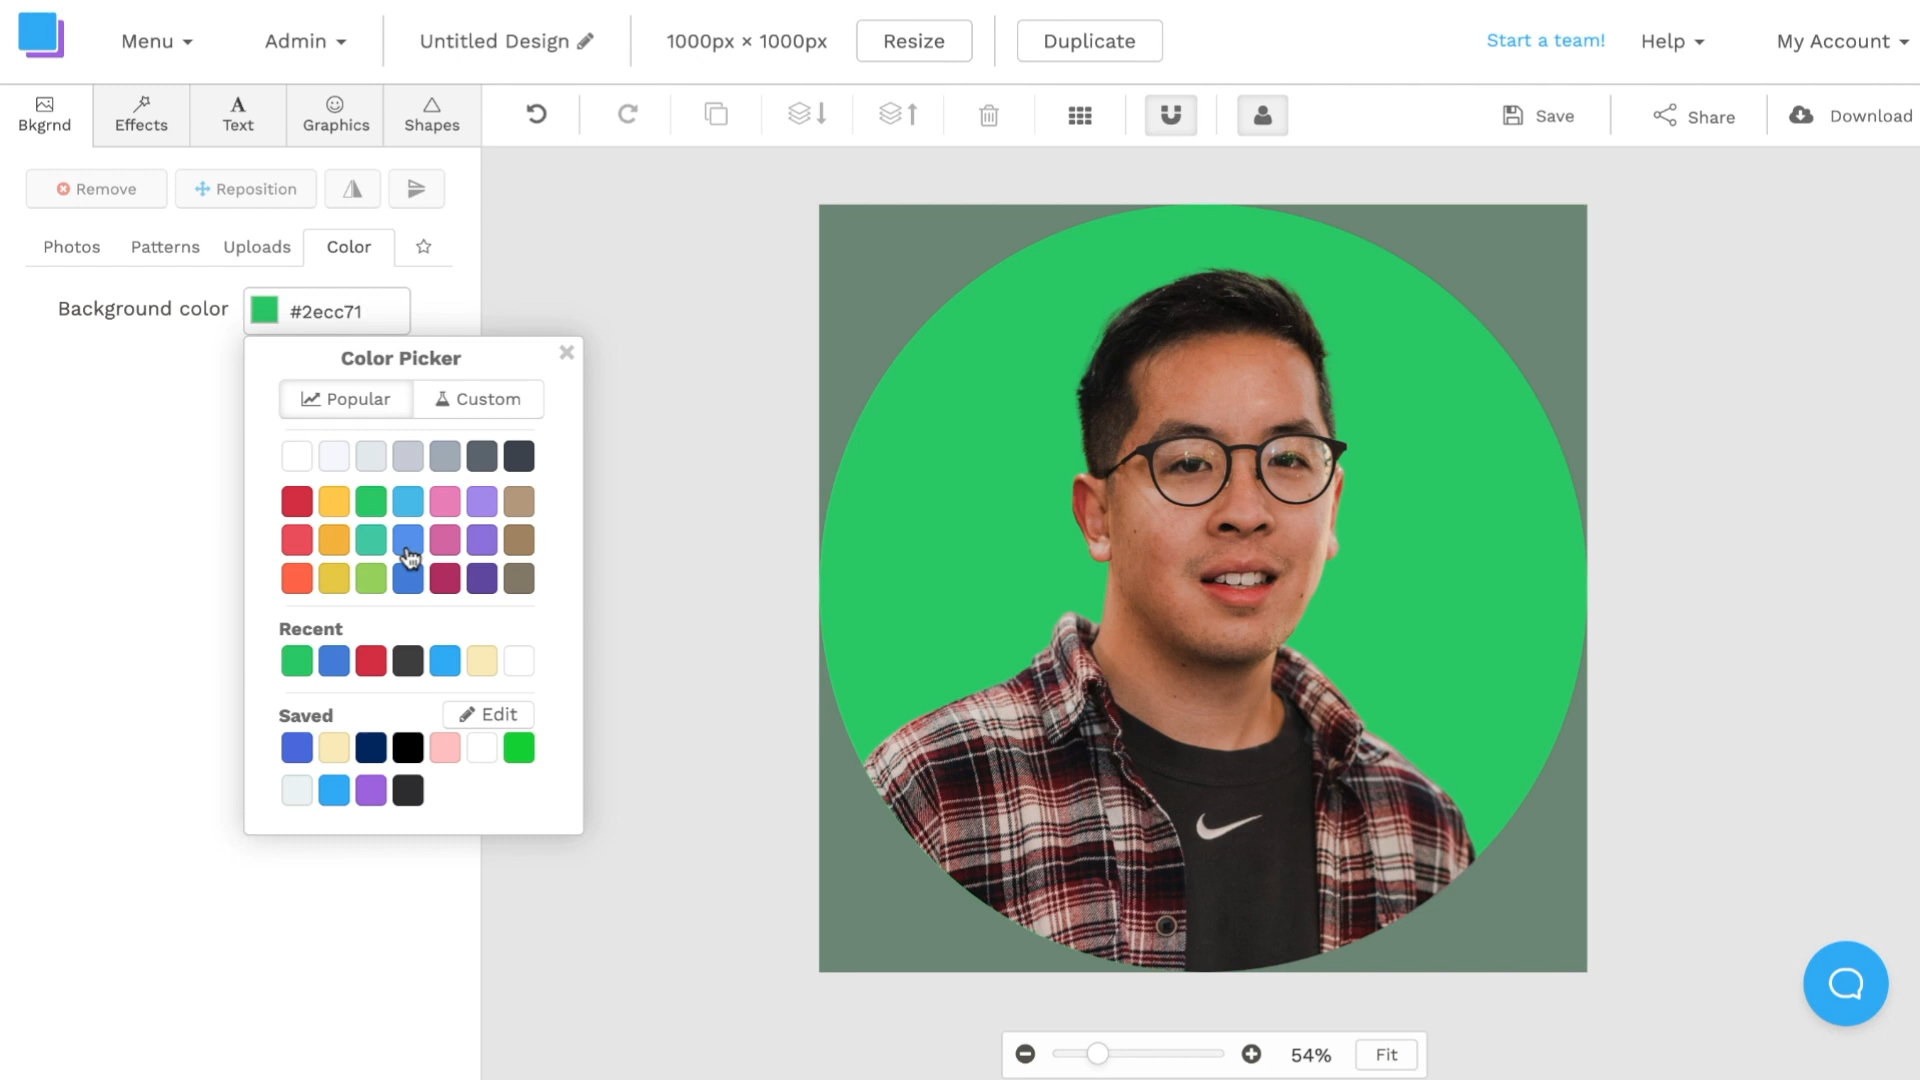 Menu Admin Untitled Design 1000px × 1000px Resize Duplicate Start a team! Help My Account
Bkgrnd Effects Text Graphics Shapes Save Share Download
Remove Reposition
Photos Patterns Uploads Color
Background color #2ecc71
Color Picker
Popular Custom
Recent
Saved Edit
54% Fit